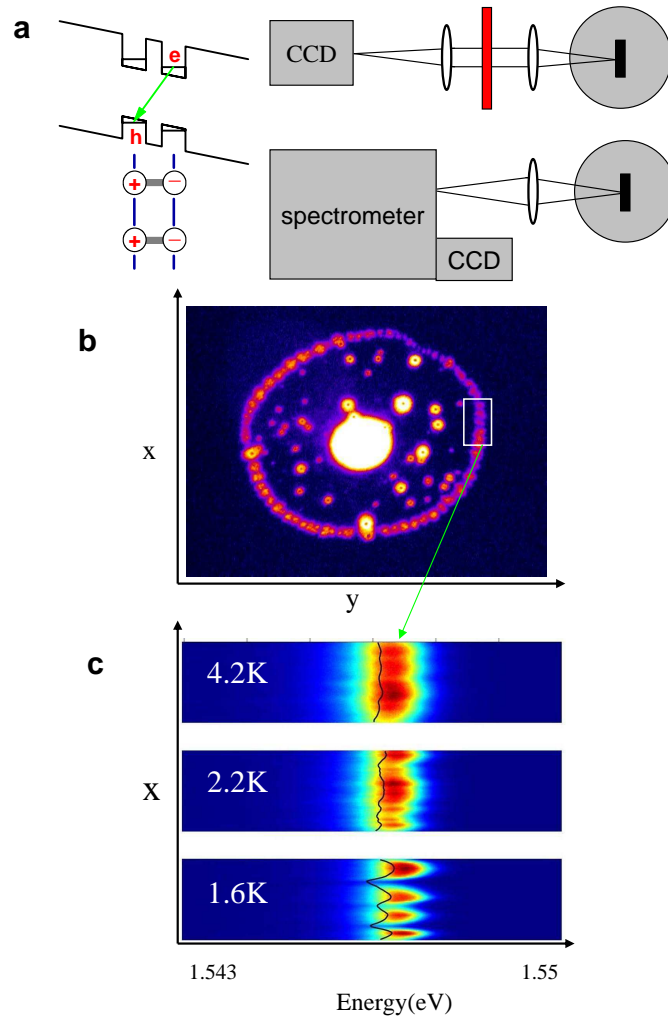 a
e
h
+ −
+ −
CCD
spectrometer
CCD
b
x
y
c
4.2K
2.2K
1.6K
X
1.543
1.55
Energy(eV)